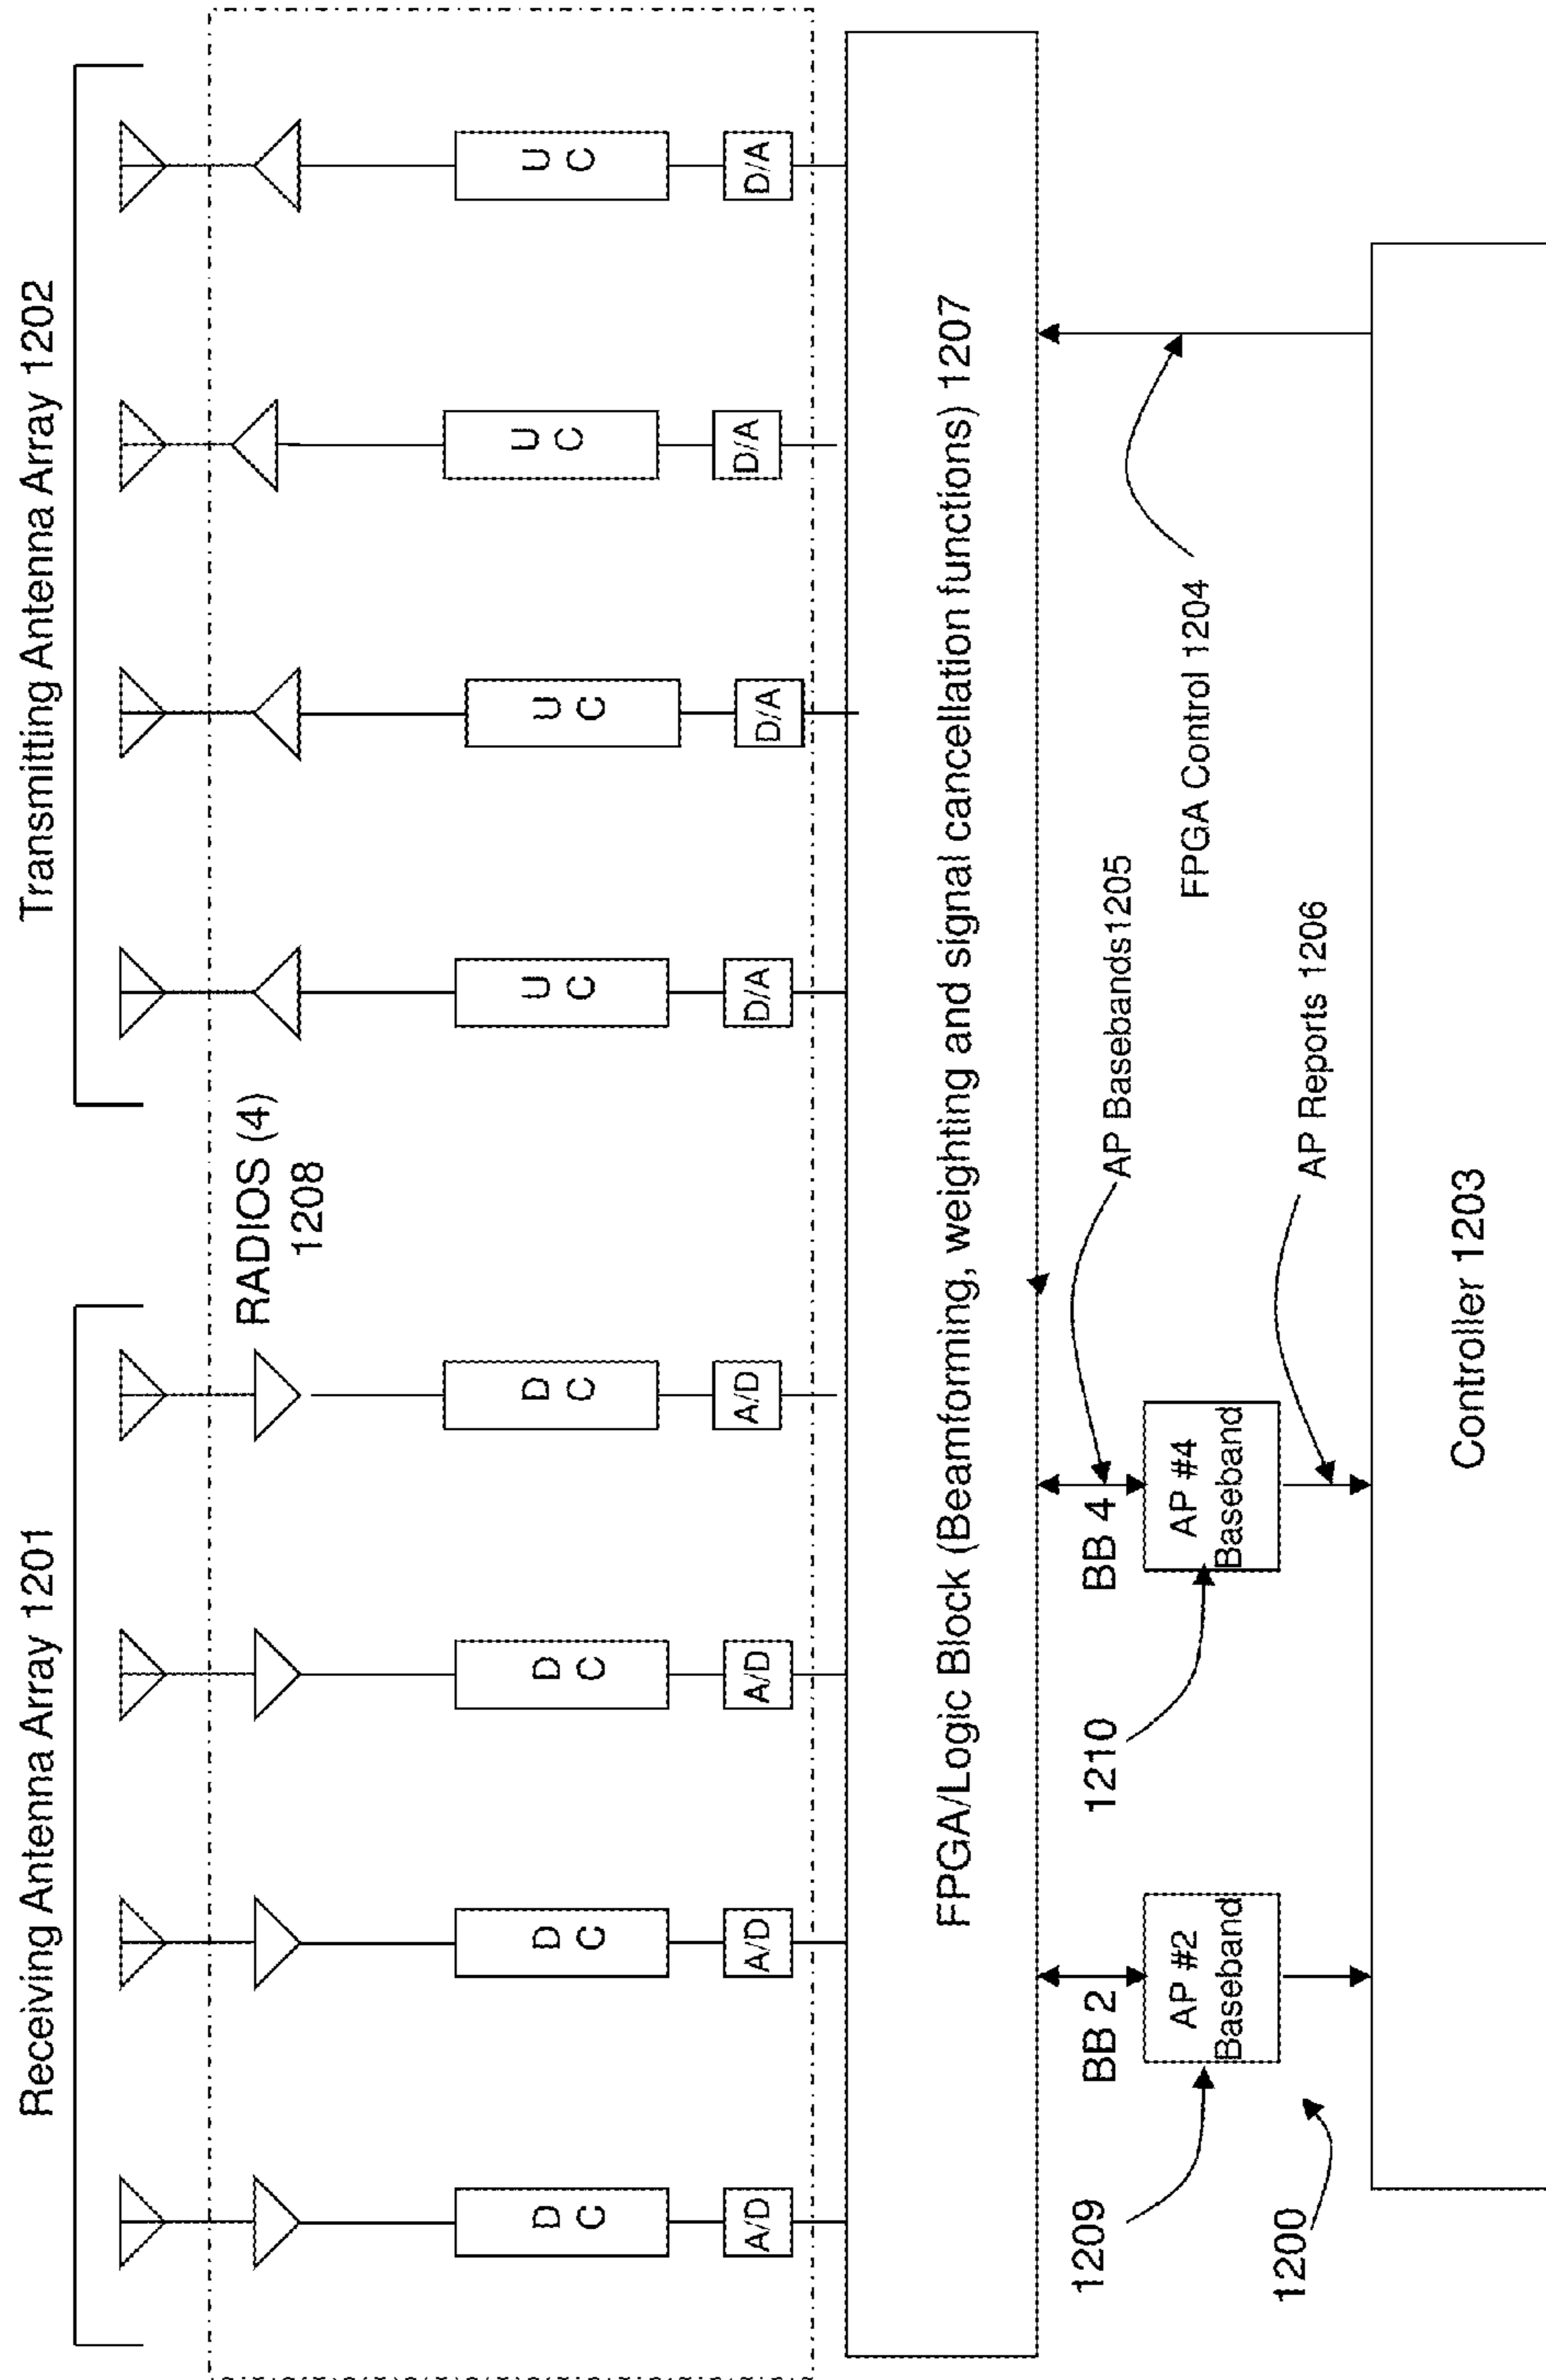 Receiving Antenna Array 1201
Transmitting Antenna Array 1202
RADIOS (4)
1208
D
C
D
C
D
C
D
C
U
C
U
C
U
C
U
C
A/D
A/D
A/D
A/D
D/A
D/A
D/A
D/A
FPGA/Logic Block (Beamforming, weighting and signal cancellation functions) 1207
1209
BB 2
1210
BB 4
AP Basebands1205
AP #2
Baseband
AP #4
Baseband
FPGA Control 1204
1200
AP Reports 1206
Controller 1203